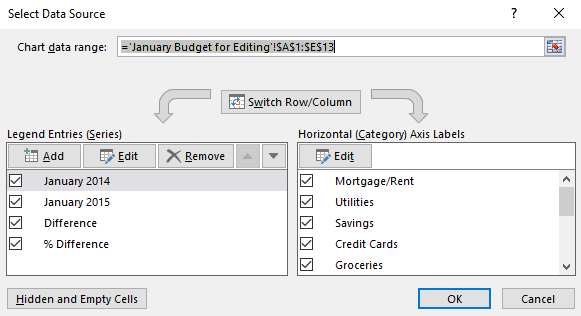 Select Data Source
Chart data range: ='January Budget for Editing'!$A$1:$E$13
Switch Row/Column
Legend Entries (Series)
Add Edit Remove
January 2014
January 2015
Difference
% Difference
Horizontal (Category) Axis Labels
Edit
Mortgage/Rent
Utilities
Savings
Credit Cards
Groceries
Hidden and Empty Cells
OK Cancel